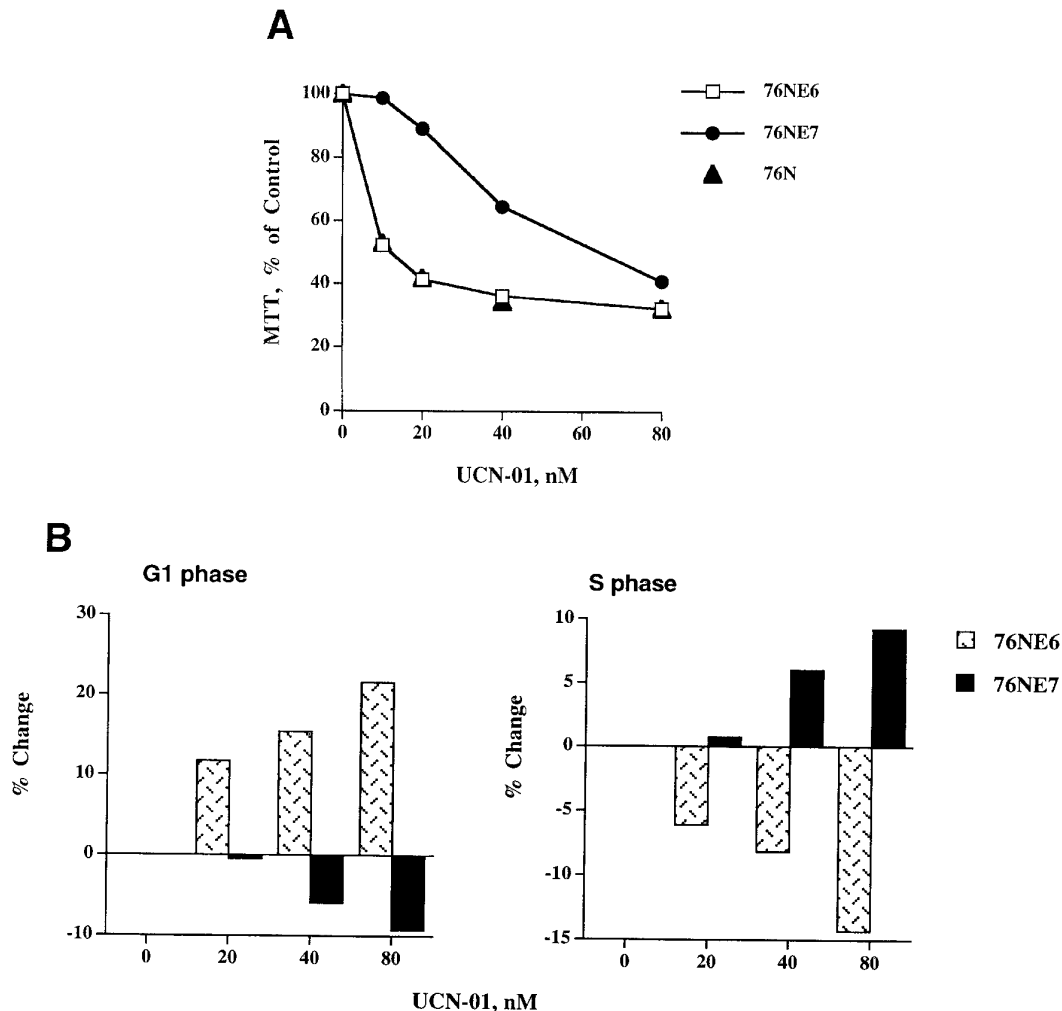 A
MTT, % of Control
100
80
60
40
20
0
0 20 40 60 80
UCN-01, nM
76NE6
76NE7
76N
B
G1 phase
% Change
30
20
10
0
-10
0 20 40 80
S phase
% Change
10
5
0
-5
-10
-15
0 20 40 80
76NE6
76NE7
UCN-01, nM